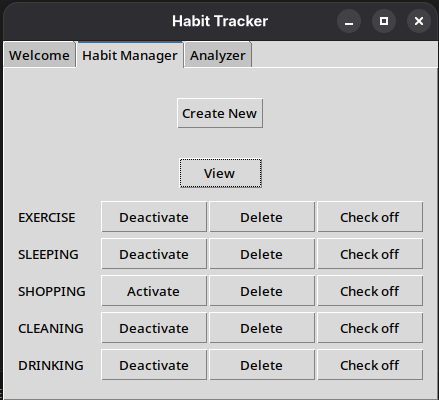 Habit Tracker
Welcome Habit Manager Analyzer
Create New
View
EXERCISE Deactivate Delete Check off
SLEEPING Deactivate Delete Check off
SHOPPING Activate Delete Check off
CLEANING Deactivate Delete Check off
DRINKING Deactivate Delete Check off